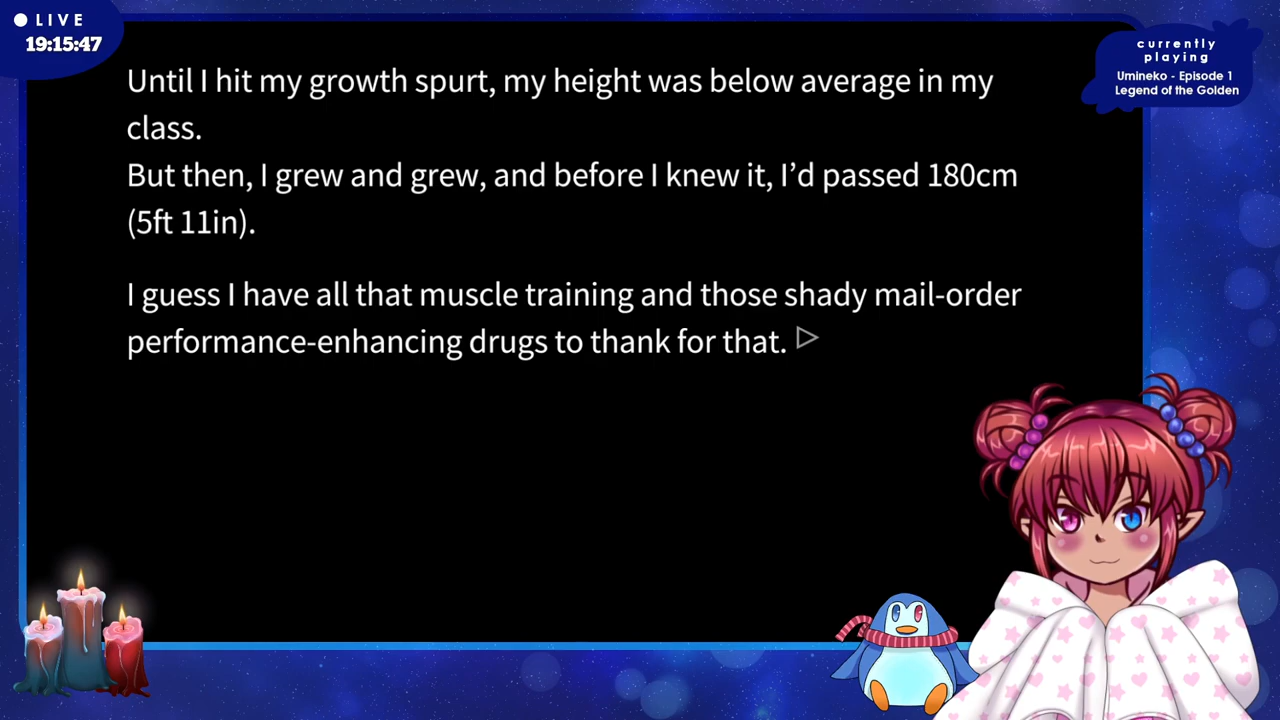 LIVE
19:15:47
currently
playing
Umineko - Episode 1
Legend of the Golden
Until I hit my growth spurt, my height was below average in my
class.
But then, I grew and grew, and before I knew it, I’d passed 180cm
(5ft 11in).
I guess I have all that muscle training and those shady mail-order
performance-enhancing drugs to thank for that.